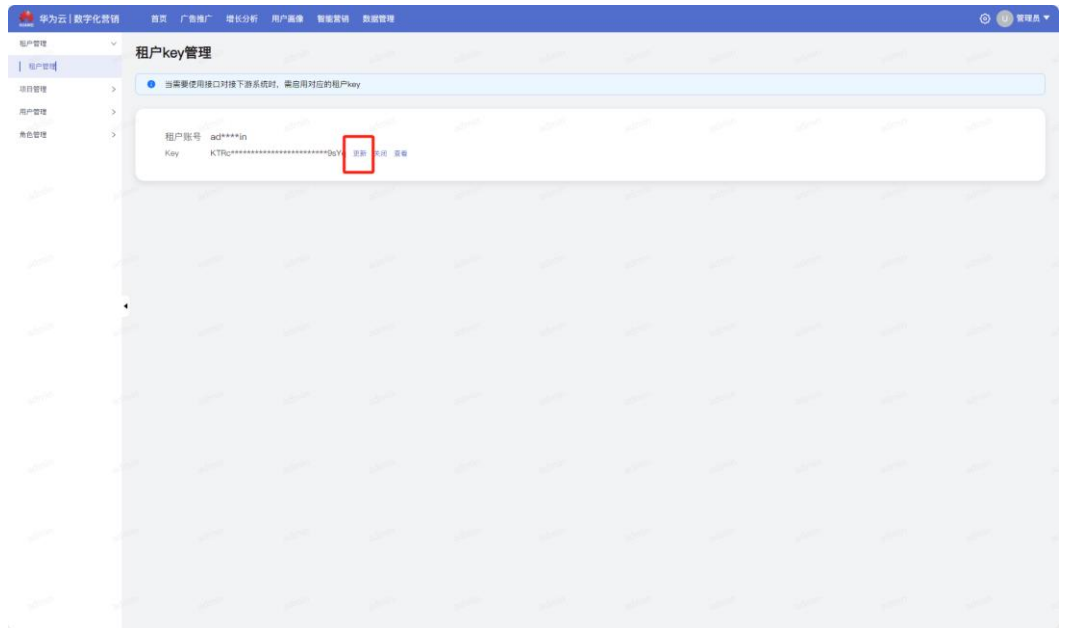 华为云 | 数字化营销 首页 广告推广 增长分析 用户画像 智能营销 数据管理 U 管理员
租户管理
租户管理
项目管理
用户管理
角色管理
租户key管理
当需要使用接口对接下游系统时，需启用对应的租户key
租户账号 ad****in
Key 更新 关闭 查看